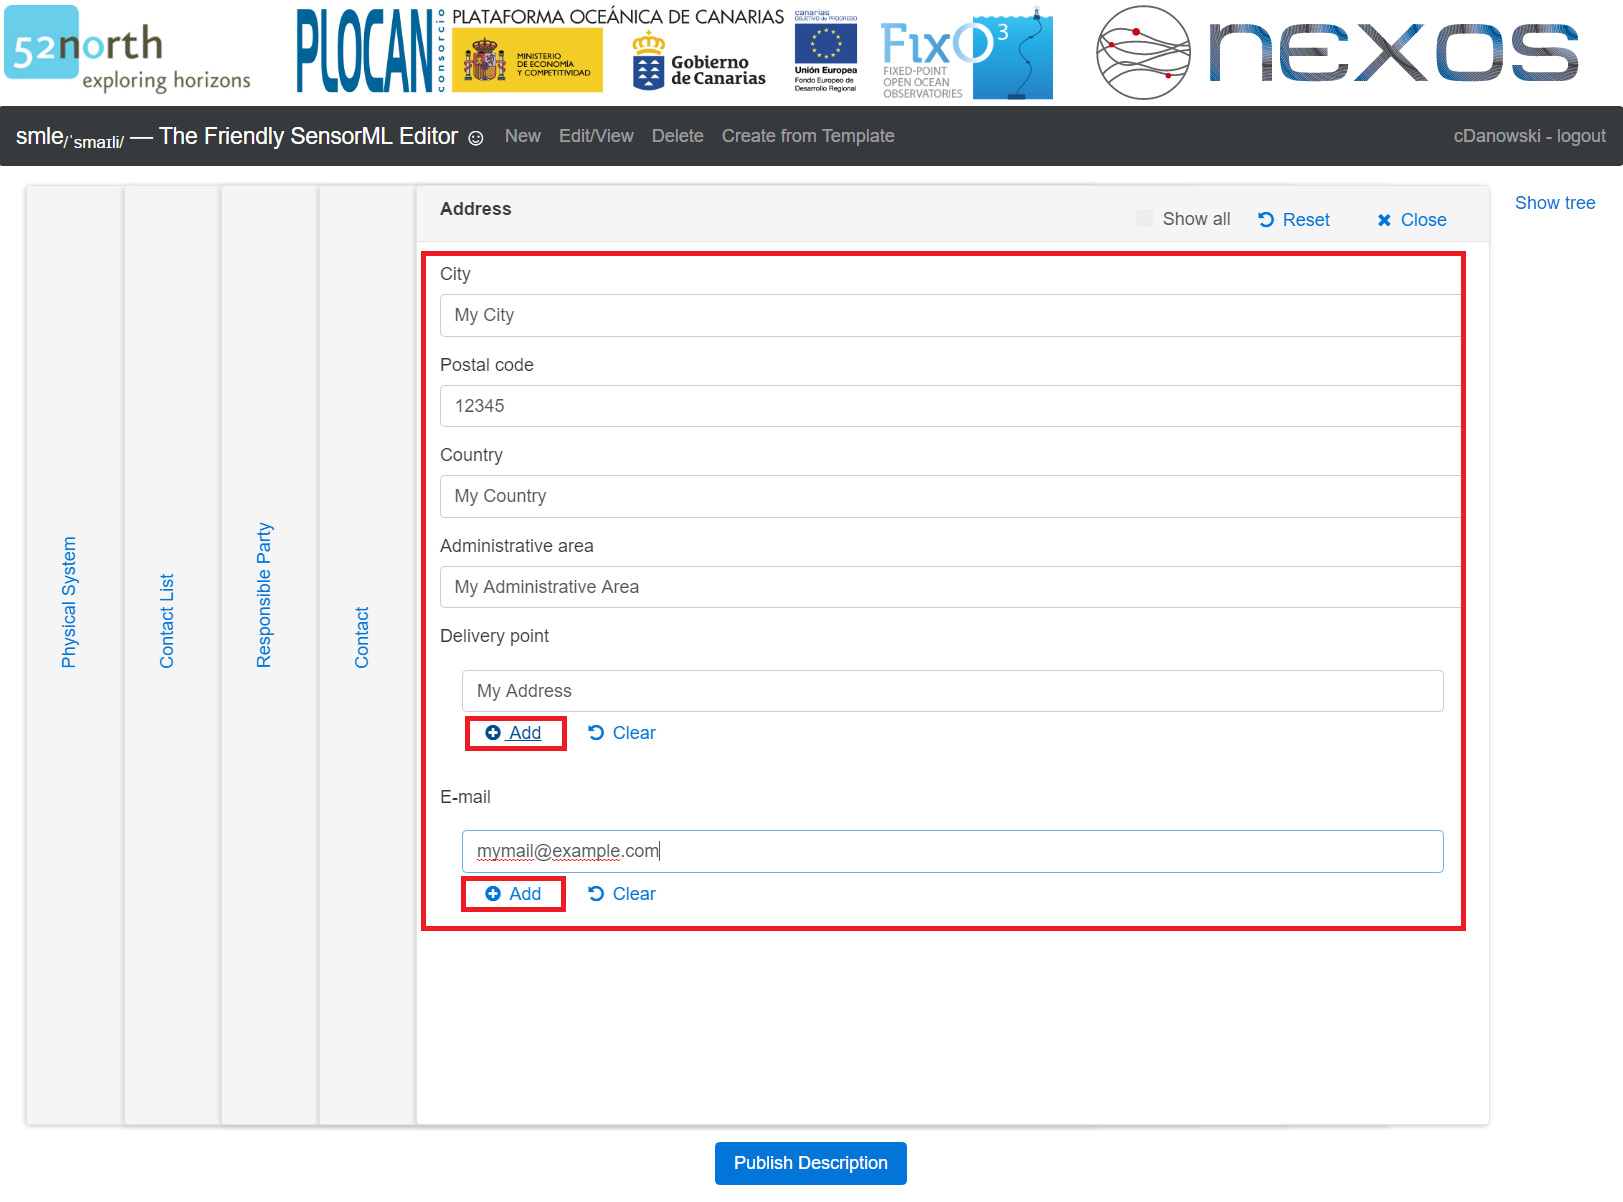 52north
exploring horizons
PLOCAN
consorcio
PLATAFORMA OCEÁNICA DE CANARIAS
MINISTERIO
DE ECONOMÍA
Y COMPETITIVIDAD
Gobierno
de Canarias
canarias
OBJETIVO DE PROGRESO
Unión Europea
Fondo Europeo de
Desarrollo Regional
FixO3
FIXED-POINT
OPEN OCEAN
OBSERVATORIES
nexos
smle/ˈsmaɪli/ — The Friendly SensorML Editor ☺ New Edit/View Delete Create from Template cDanowski - logout
Physical System
Contact List
Responsible Party
Contact
Address
Show all Reset Close
Show tree
City
My City
Postal code
12345
Country
My Country
Administrative area
My Administrative Area
Delivery point
My Address
Add Clear
E-mail
mymail@example.com
Add Clear
Publish Description